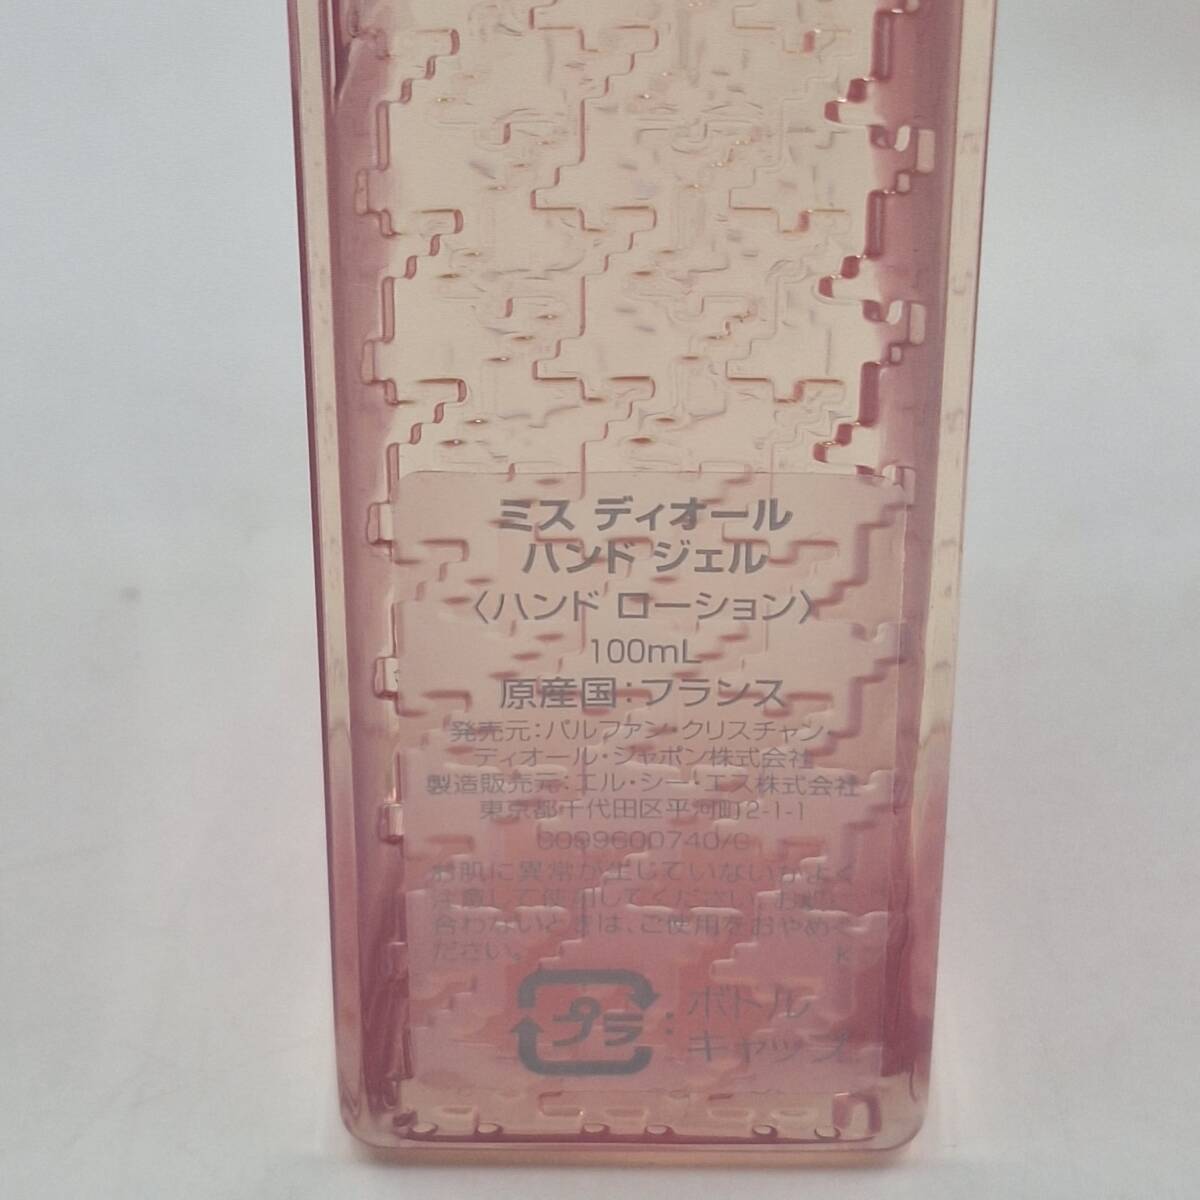 ミス ディオール
ハンド ジェル
〈ハンド ローション〉
100mL
原産国:フランス
発売元:パルファン・クリスチャン・
ディオール・ジャポン株式会社
製造販売元:エル・シー・エス株式会社
東京都千代田区平河町2-1-1
C099600740/C
お肌に異常が生じていないかよく
注意して使用してください。お肌に
合わないときは、ご使用をおやめく
ださい。 K
プラ : ボトル
キャップ